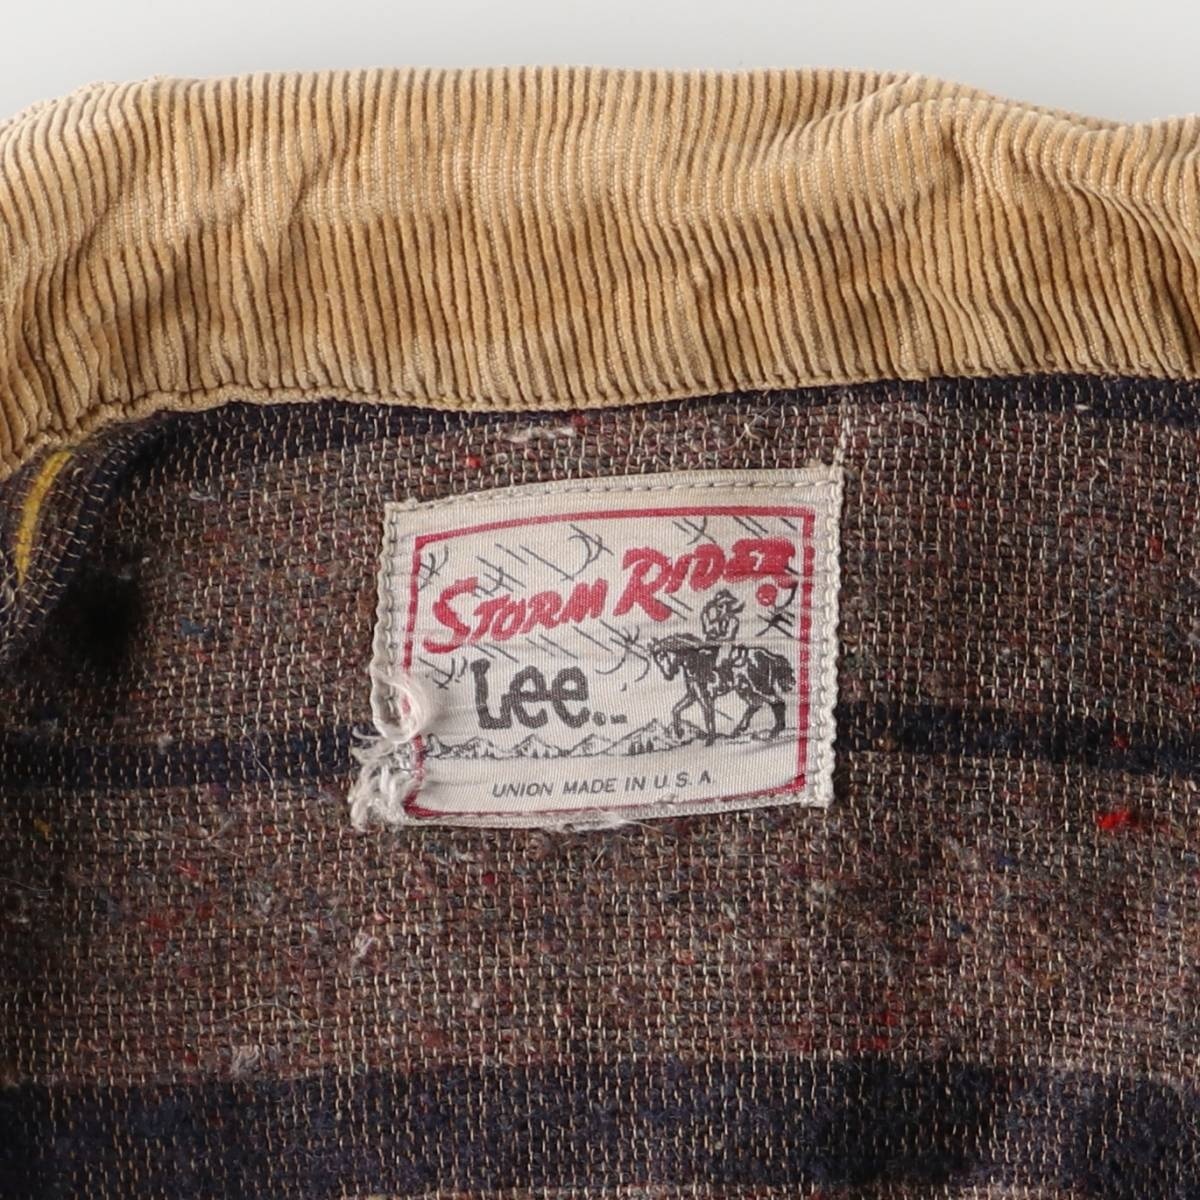 STORM RIDER ®
Lee
UNION MADE IN U.S.A.